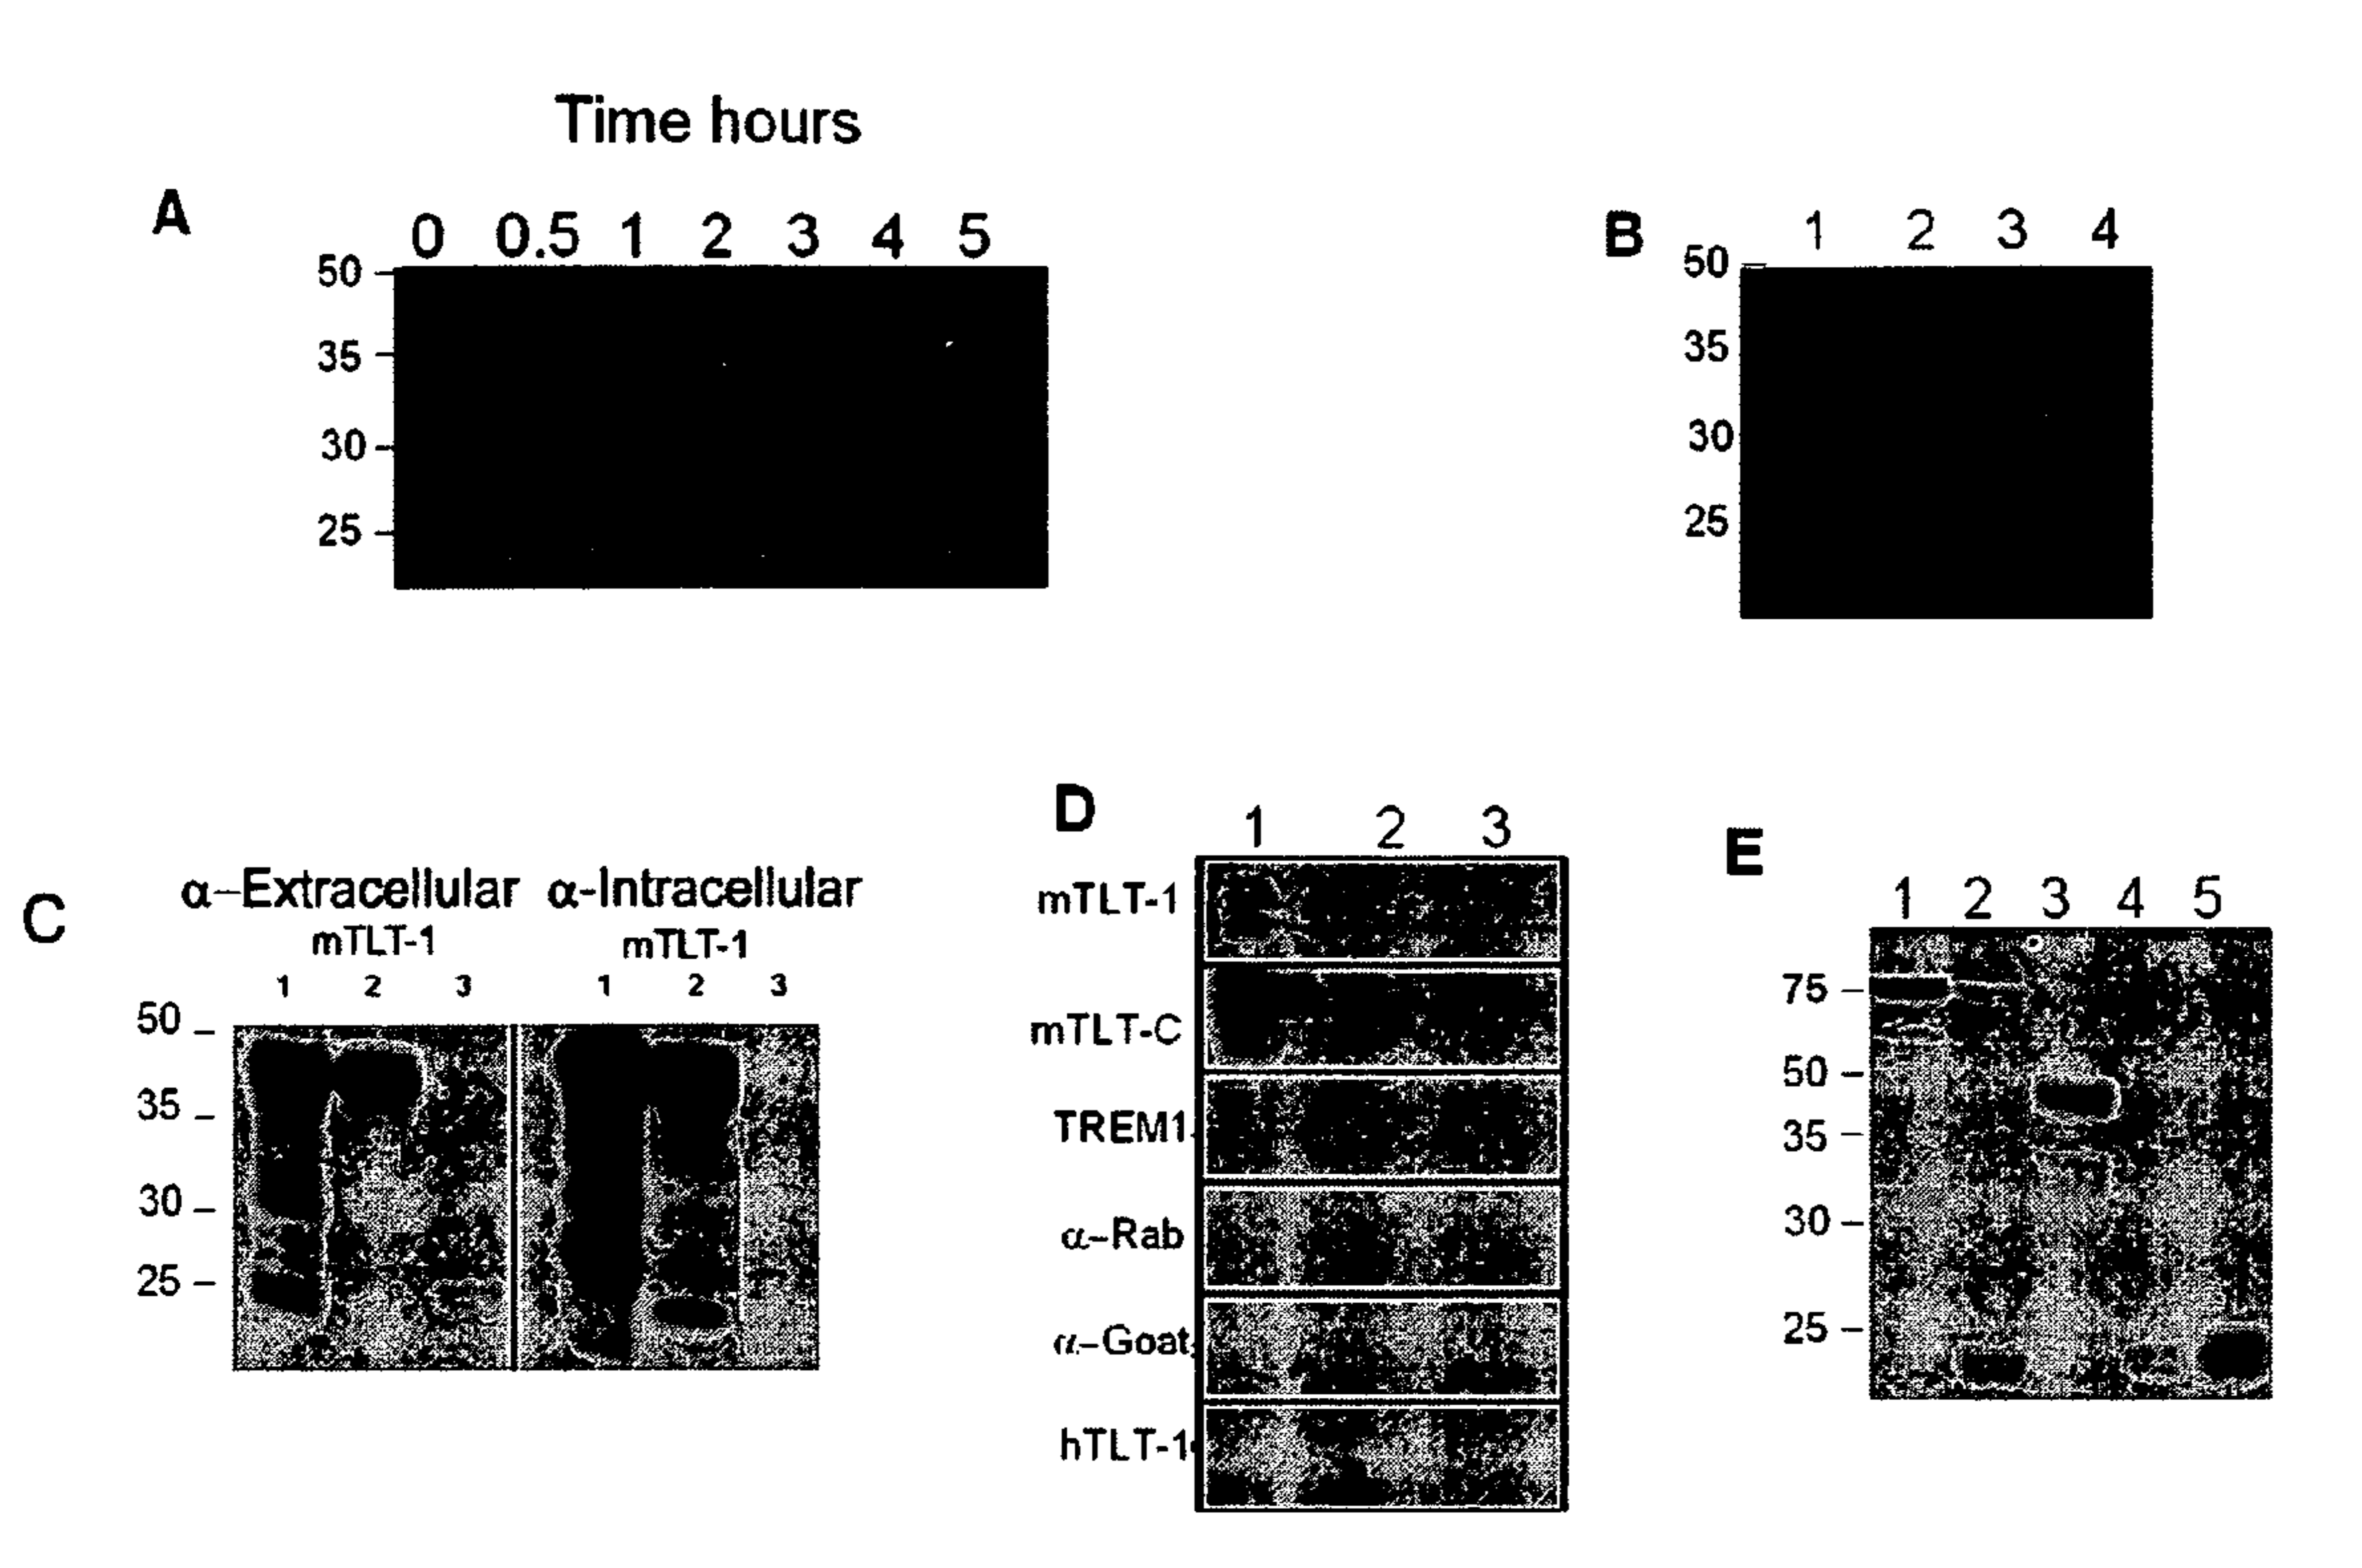 Time hours
A
0 0.5 1 2 3 4 5
50
35
30
25
B
1 2 3 4
50
35
30
25
C
α–Extracellular α-Intracellular
mTLT-1 mTLT-1
1 2 3 1 2 3
50
35
30
25
D
1 2 3
mTLT-1
mTLT-C
TREM1
α–Rab
α–Goat
hTLT-1
E
1 2 3 4 5
75
50
35
30
25